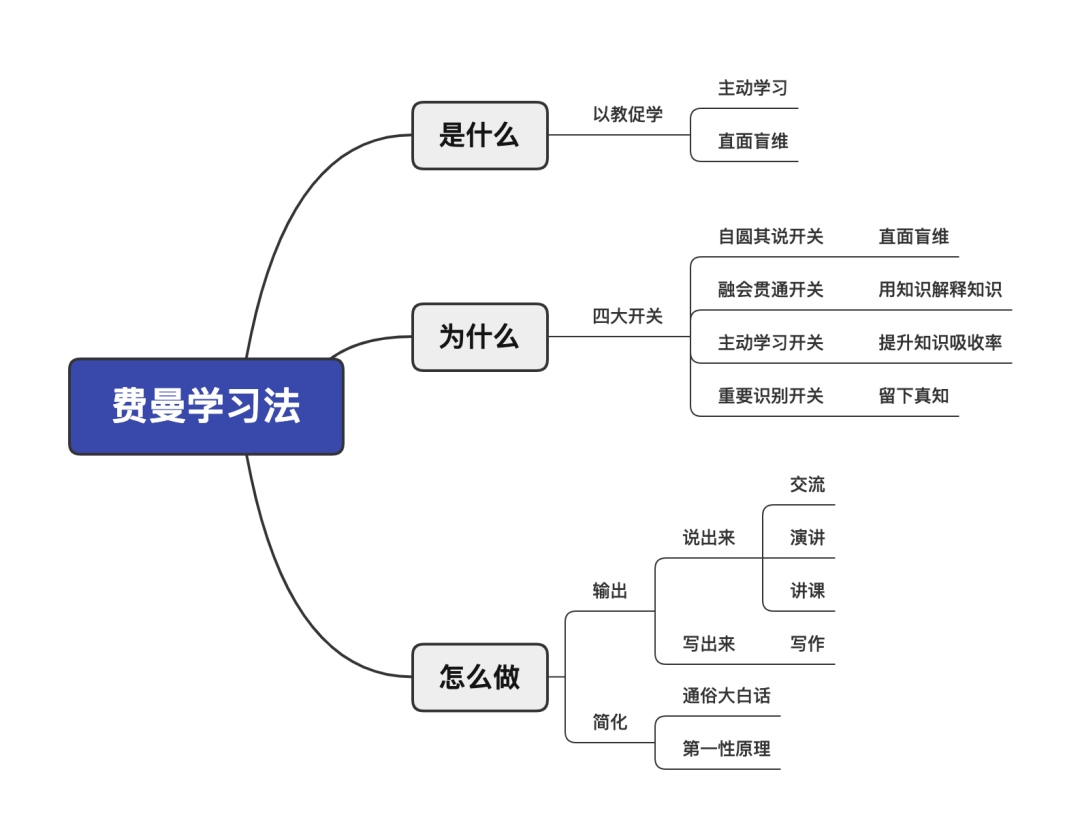 费曼学习法
是什么
以教促学
主动学习
直面盲维
为什么
四大开关
自圆其说开关
直面盲维
融会贯通开关
用知识解释知识
主动学习开关
提升知识吸收率
重要识别开关
留下真知
怎么做
输出
说出来
交流
演讲
讲课
写出来
写作
简化
通俗大白话
第一性原理